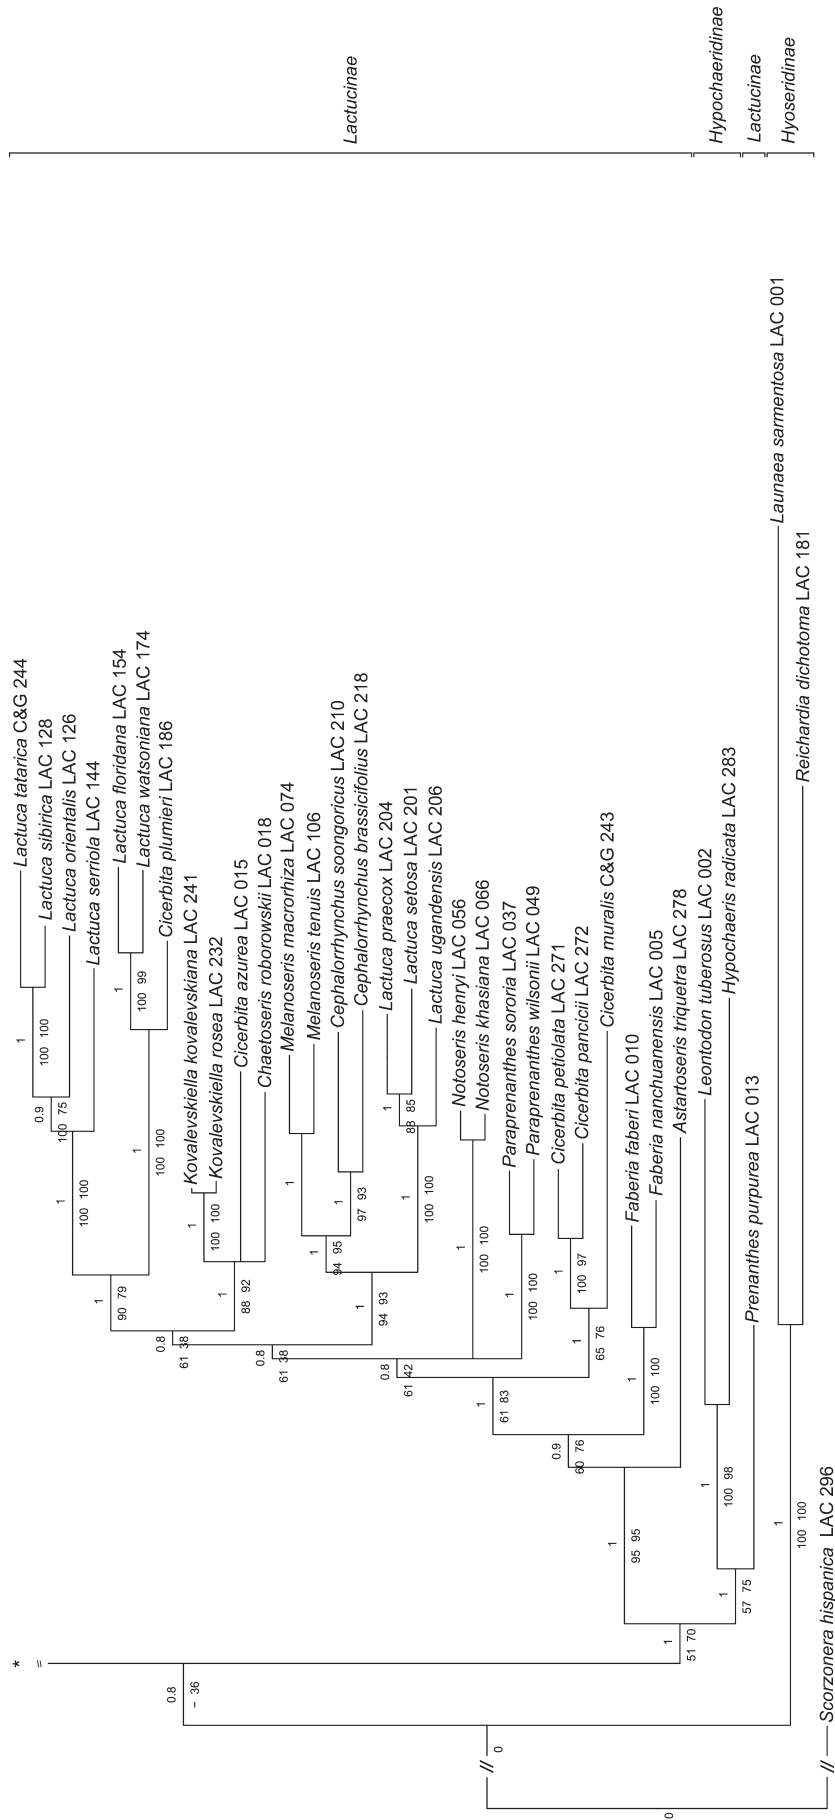 *
Lactuca tatarica C&G 244
Lactuca sibirica LAC 128
Lactuca orientalis LAC 126
Lactuca serriola LAC 144
Lactuca floridana LAC 154
Lactuca watsoniana LAC 174
Cicerbita plumieri LAC 186
Kovalevskiella kovalevskiana LAC 241
Kovalevskiella rosea LAC 232
Cicerbita azurea LAC 015
Chaetoseris roborowskii LAC 018
Melanoseris macrorhiza LAC 074
Melanoseris tenuis LAC 106
Cephalorrhynchus soongoricus LAC 210
Cephalorrhynchus brassicifolius LAC 218
Lactuca praecox LAC 204
Lactuca setosa LAC 201
Lactuca ugandensis LAC 206
Notoseris henryi LAC 056
Notoseris khasiana LAC 066
Paraprenanthes sororia LAC 037
Paraprenanthes wilsonii LAC 049
Cicerbita petiolata LAC 271
Cicerbita pancicii LAC 272
Cicerbita muralis C&G 243
Faberia faberi LAC 010
Faberia nanchuanensis LAC 005
Astartoseris triquetra LAC 278
Leontodon tuberosus LAC 002
Hypochaeris radicata LAC 283
Prenanthes purpurea LAC 013
Launaea sarmentosa LAC 001
Reichardia dichotoma LAC 181
Scorzonera hispanica LAC 296
Lactucinae
Hypochaeridinae
Lactucinae
Hyoseridinae
1
100 100
0.9
100 75
1
100 100
1
100 99
1
100 100
1
90 79
1
100 100
1
88 92
0.8
61 38
1
1
97 93
1
94 95
1
88 85
1
100 100
1
94 93
0.8
61 38
1
100 100
1
100 100
0.8
61 42
1
100 97
1
65 76
1
61 83
1
100 100
0.9
60 76
1
95 95
1
100 98
1
57 75
1
51 70
0.8
– 36
1
100 100
0
0